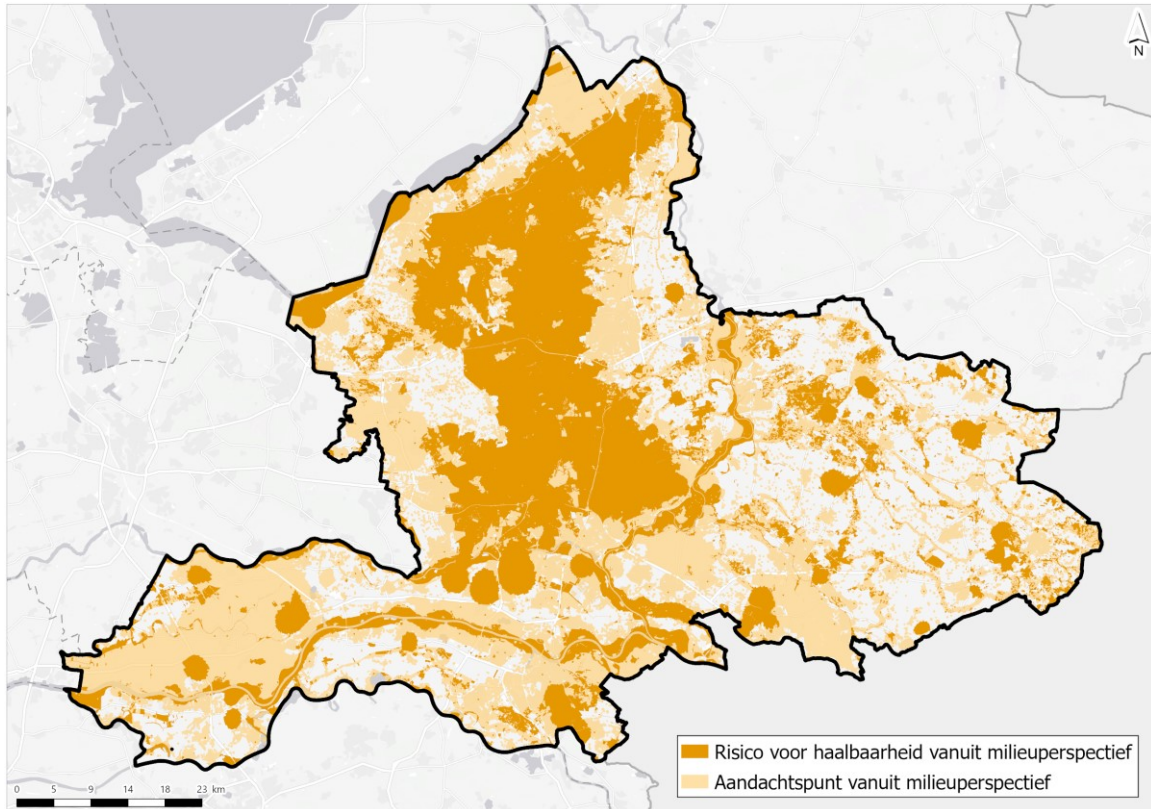 N
Risico voor haalbaarheid vanuit milieuperspectief
Aandachtspunt vanuit milieuperspectief
0 5 9 14 18 23 km